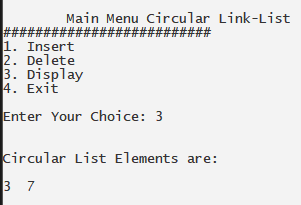 Main Menu Circular Link-List
##########################
1. Insert
2. Delete
3. Display
4. Exit
Enter Your Choice: 3
Circular List Elements are:
3 7